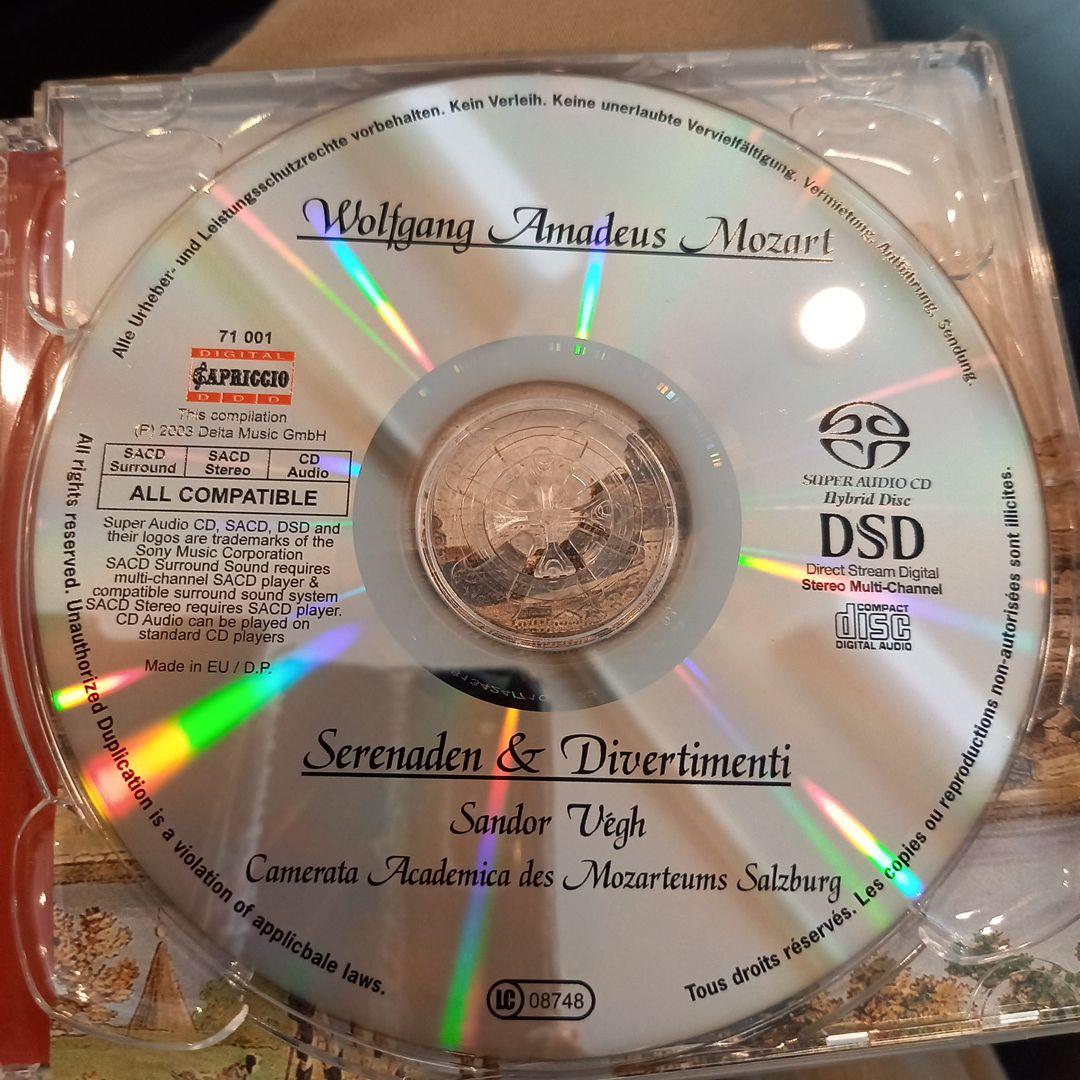 Alle Urheber- und Leistungsschutzrechte vorbehalten. Kein Verleih. Keine unerlaubte Vervielfältigung. Vermietung. Aufführung. Sendung.
Wolfgang Amadeus Mozart
71 001
DIGITAL
CAPRICCIO
D D D
This compilation
(P) 2003 Delta Music GmbH
SACD Surround
SACD Stereo
CD Audio
ALL COMPATIBLE
Super Audio CD, SACD, DSD and
their logos are trademarks of the
Sony Music Corporation
SACD Surround Sound requires
multi-channel SACD player &
compatible surround sound system
SACD Stereo requires SACD player.
CD Audio can be played on
standard CD players
Made in EU / D.P.
SUPER AUDIO CD
Hybrid Disc
DSD
Direct Stream Digital
Stereo Multi-Channel
COMPACT
disc
DIGITAL AUDIO
Serenaden & Divertimenti
Sandor Végh
Camerata Academica des Mozarteums Salzburg
LC 08748
All rights reserved. Unauthorized Duplication is a violation of applicbale laws.
Tous droits réservés. Les copies ou reproductions non-autorisées sont illicites.